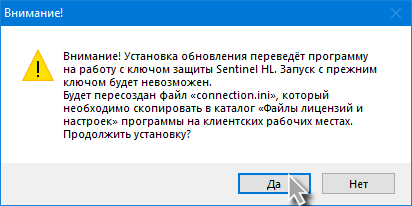 Внимание!
Внимание! Установка обновления переведёт программу
на работу с ключом защиты Sentinel HL. Запуск с прежним
ключом будет невозможен.
Будет пересоздан файл «connection.ini», который
необходимо скопировать в каталог «Файлы лицензий и
настроек» программы на клиентских рабочих местах.
Продолжить установку?
Да
Нет